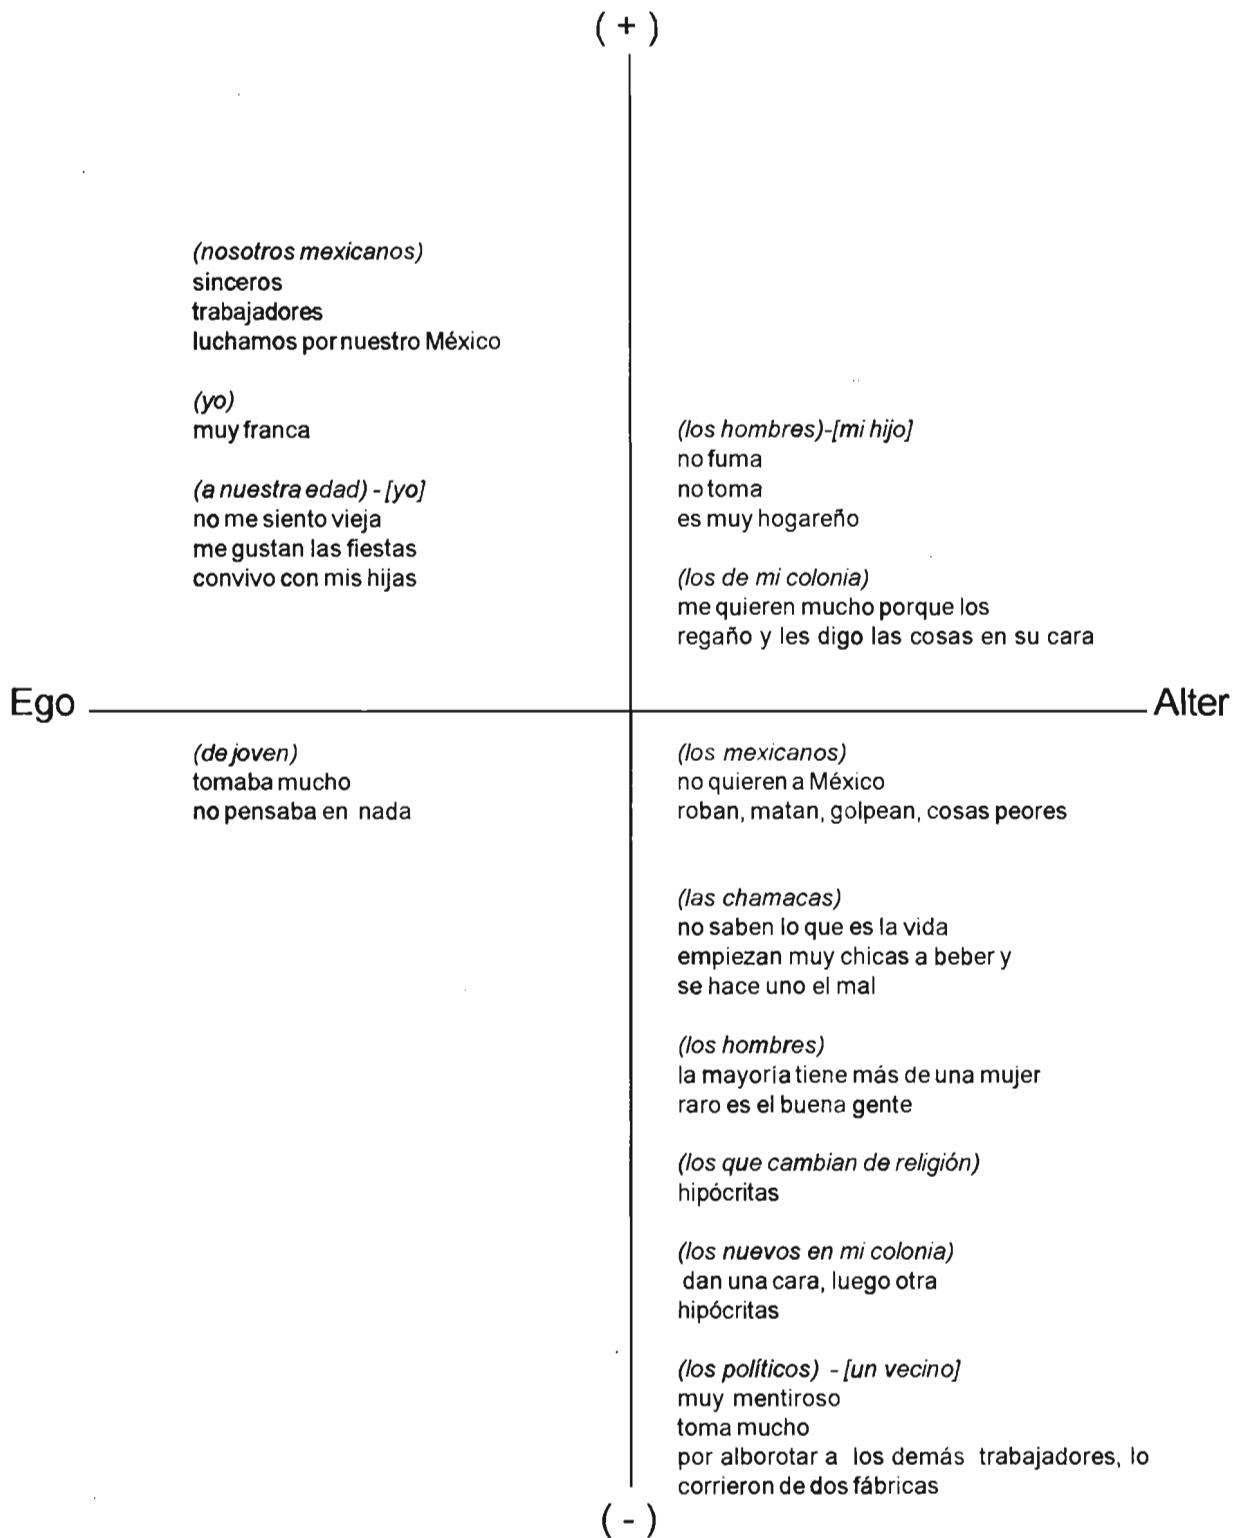 ( + )
(nosotros mexicanos)
sinceros
trabajadores
luchamos por nuestro México
(yo)
muy franca
(a nuestra edad) - [yo]
no me siento vieja
me gustan las fiestas
convivo con mis hijas
(los hombres)-[mi hijo]
no fuma
no toma
es muy hogareño
(los de mi colonia)
me quieren mucho porque los
regaño y les digo las cosas en su cara
Ego
Alter
(de joven)
tomaba mucho
no pensaba en nada
(los mexicanos)
no quieren a México
roban, matan, golpean, cosas peores
(las chamacas)
no saben lo que es la vida
empiezan muy chicas a beber y
se hace uno el mal
(los hombres)
la mayoría tiene más de una mujer
raro es el buena gente
(los que cambian de religión)
hipócritas
(los nuevos en mi colonia)
dan una cara, luego otra
hipócritas
(los políticos) - [un vecino]
muy mentiroso
toma mucho
por alborotar a los demás trabajadores, lo
corrieron de dos fábricas
( - )